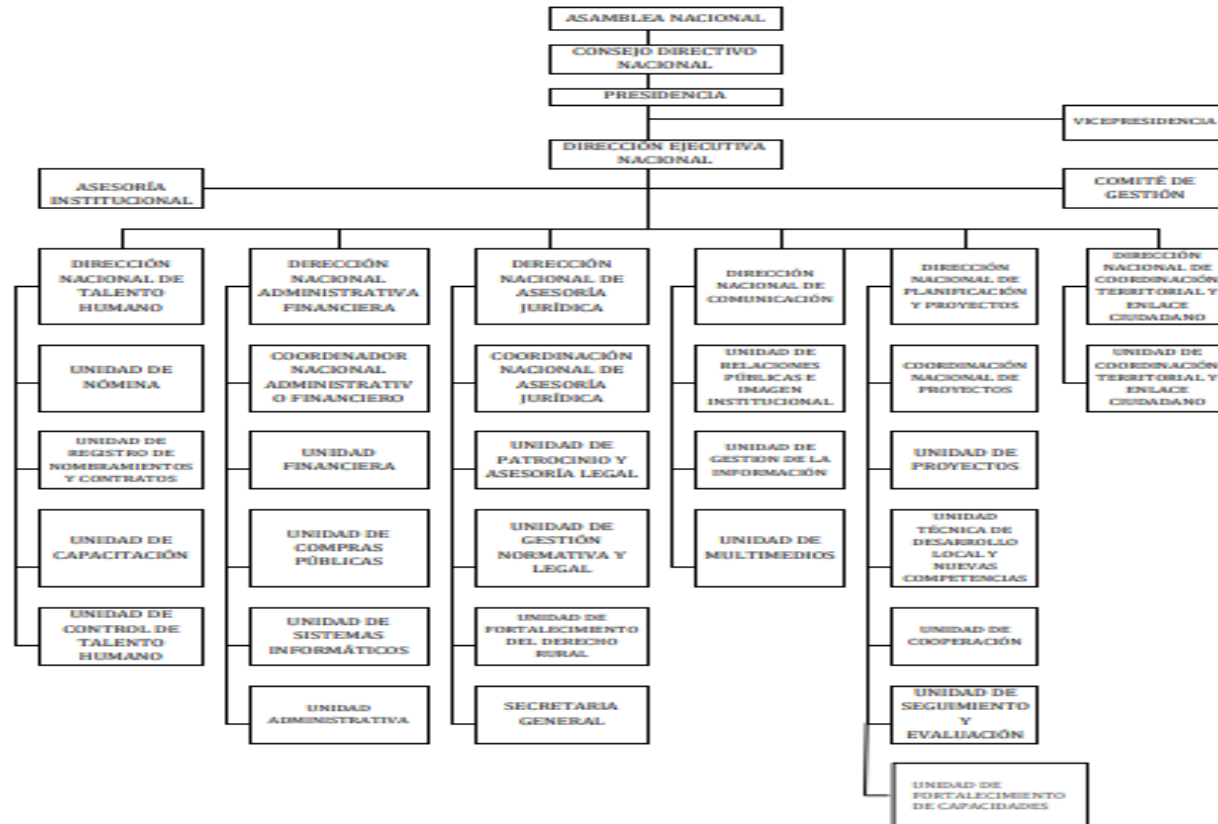 ASAMBLEA NACIONAL
CONSEJO DIRECTIVO
NACIONAL
PRESIDENCIA
VICEPRESIDENCIA
DIRECCIÓN EJECUTIVA
NACIONAL
ASESORÍA
INSTITUCIONAL
COMITÉ DE
GESTIÓN
DIRECCIÓN
NACIONAL DE
TALENTO
HUMANO
UNIDAD DE
NÓMINA
UNIDAD DE
REGISTRO DE
NOMBRAMIENTOS
Y CONTRATOS
UNIDAD DE
CAPACITACIÓN
UNIDAD DE
CONTROL DE
TALENTO
HUMANO
DIRECCIÓN
NACIONAL
ADMINISTRATIVA
FINANCIERA
COORDINADOR
NACIONAL
ADMINISTRATIV
O FINANCIERO
UNIDAD
FINANCIERA
UNIDAD DE
COMPRAS
PÚBLICAS
UNIDAD DE
SISTEMAS
INFORMÁTICOS
UNIDAD
ADMINISTRATIVA
DIRECCIÓN
NACIONAL DE
ASESORÍA
JURÍDICA
COORDINACIÓN
NACIONAL DE
ASESORÍA
JURÍDICA
UNIDAD DE
PATROCINIO Y
ASESORÍA LEGAL
UNIDAD DE
GESTIÓN
NORMATIVA Y
LEGAL
UNIDAD DE
FORTALECIMIENTO
DEL DERECHO
RURAL
SECRETARIA
GENERAL
DIRECCIÓN
NACIONAL DE
COMUNICACIÓN
UNIDAD DE
RELACIONES
PÚBLICAS E
IMAGEN
INSTITUCIONAL
UNIDAD DE
GESTION DE LA
INFORMACIÓN
UNIDAD DE
MULTIMEDIOS
DIRECCIÓN
NACIONAL DE
PLANIFICACIÓN
Y PROYECTOS
COORDINACIÓN
NACIONAL DE
PROYECTOS
UNIDAD DE
PROYECTOS
UNIDAD
TÉCNICA DE
DESARROLLO
LOCAL Y
NUEVAS
COMPETENCIAS
UNIDAD DE
COOPERACIÓN
UNIDAD DE
SEGUIMIENTO
Y
EVALUACIÓN
UNIDAD DE
FORTALECIMIENTO
DE CAPACIDADES
DIRECCIÓN
NACIONAL DE
COORDINACIÓN
TERRITORIAL Y
ENLACE
CIUDADANO
UNIDAD DE
COORDINACIÓN
TERRITORIAL Y
ENLACE
CIUDADANO